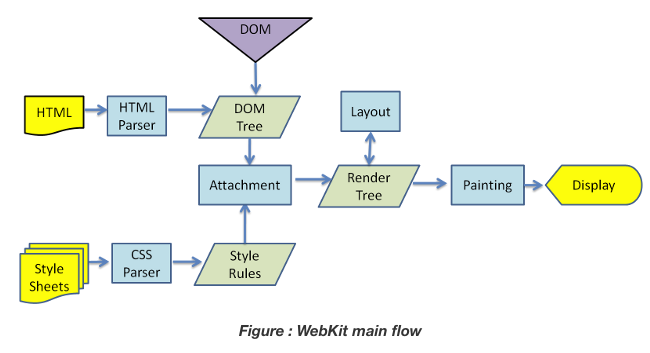 DOM
HTML
HTML
Parser
DOM
Tree
Layout
Attachment
Render
Tree
Painting
Display
Style
Sheets
CSS
Parser
Style
Rules
Figure : WebKit main flow